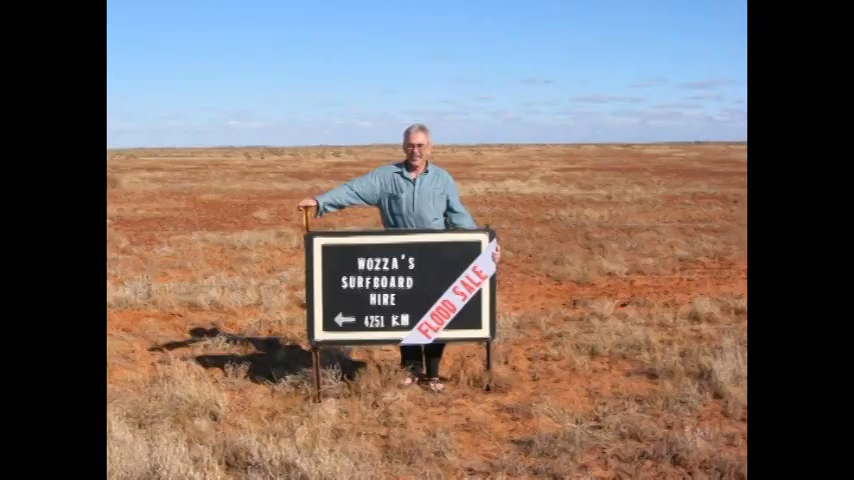 WOZZA'S
SURFBOARD
HIRE
← 4251 KM
FLOOD SALE